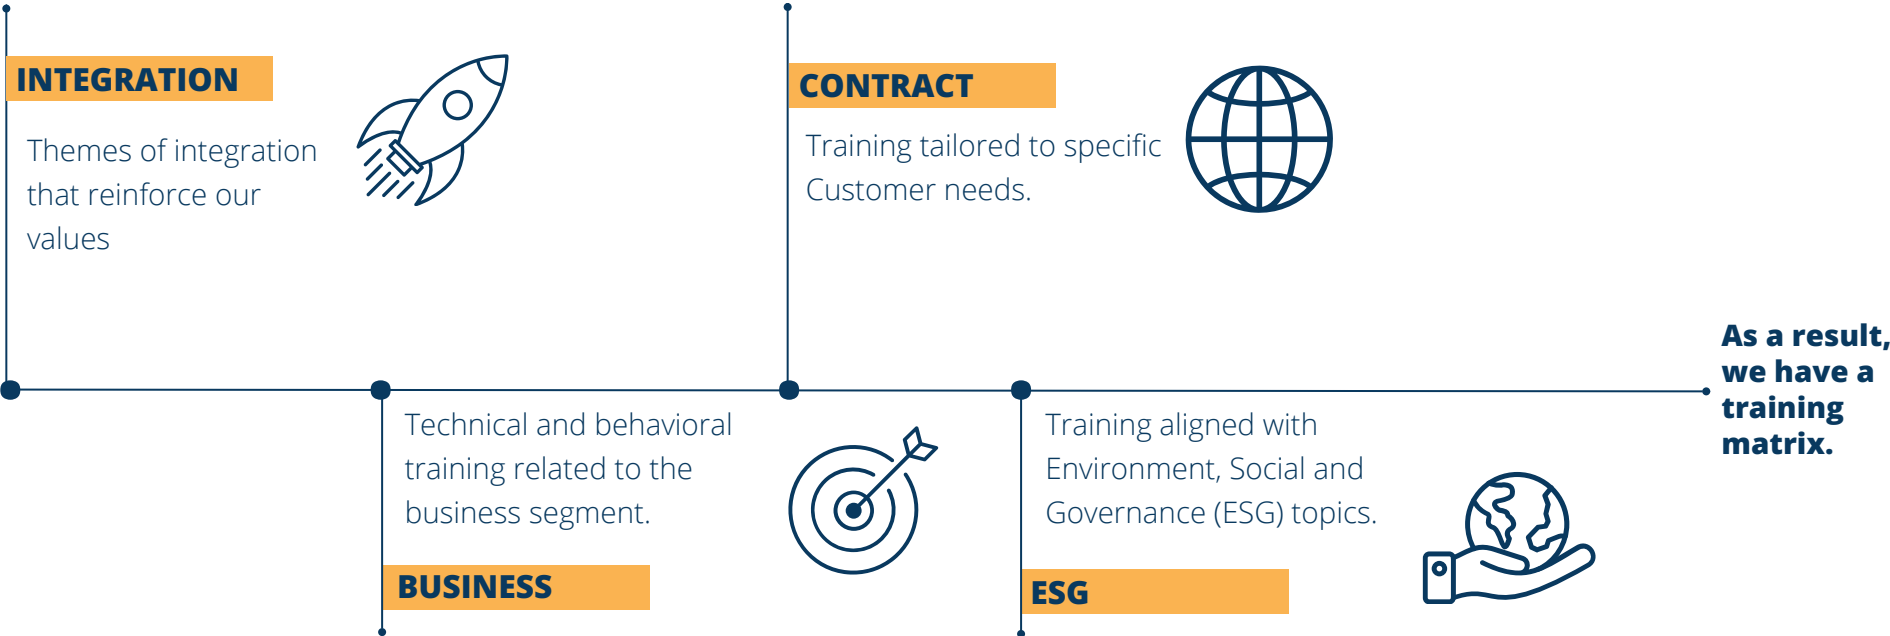 INTEGRATION
Themes of integration
that reinforce our
values
CONTRACT
Training tailored to specific
Customer needs.
Technical and behavioral
training related to the
business segment.
BUSINESS
Training aligned with
Environment, Social and
Governance (ESG) topics.
ESG
As a result,
we have a
training
matrix.